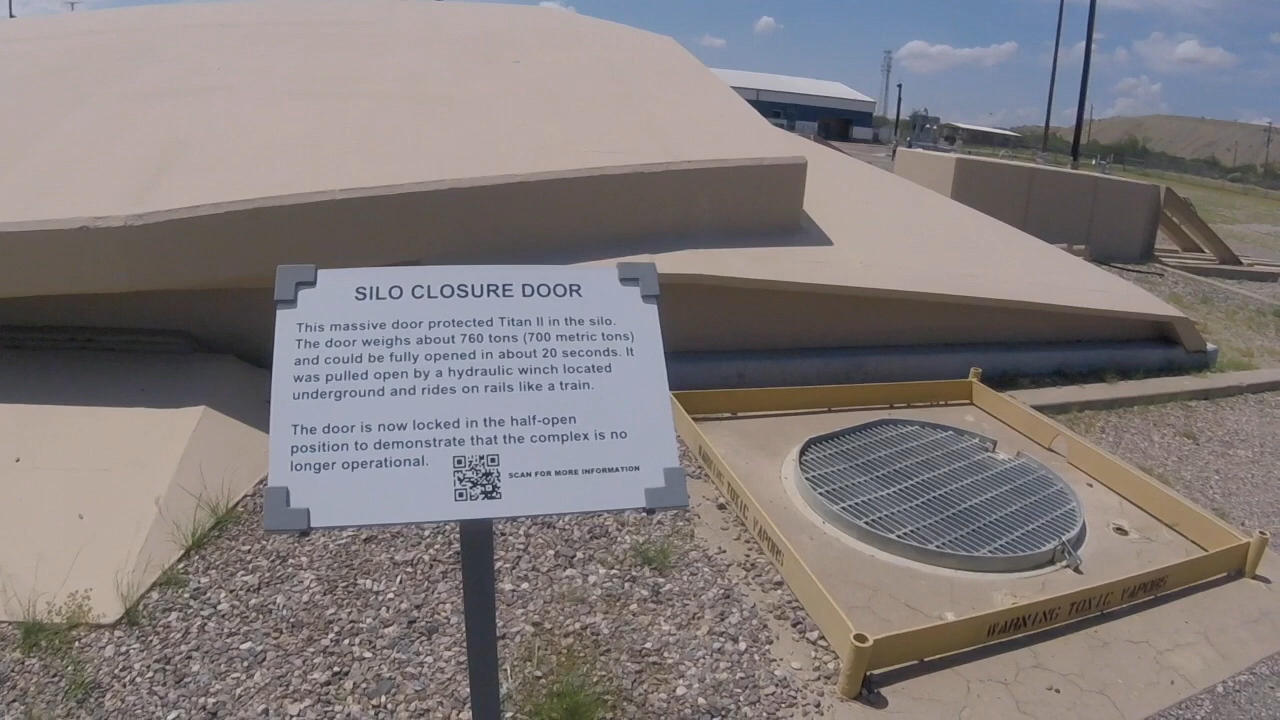 SILO CLOSURE DOOR
This massive door protected Titan II in the silo.
The door weighs about 760 tons (700 metric tons)
and could be fully opened in about 20 seconds. It
was pulled open by a hydraulic winch located
underground and rides on rails like a train.
The door is now locked in the half-open
position to demonstrate that the complex is no
longer operational.
SCAN FOR MORE INFORMATION
WARNING TOXIC VAPORS
WARNING TOXIC VAPORS